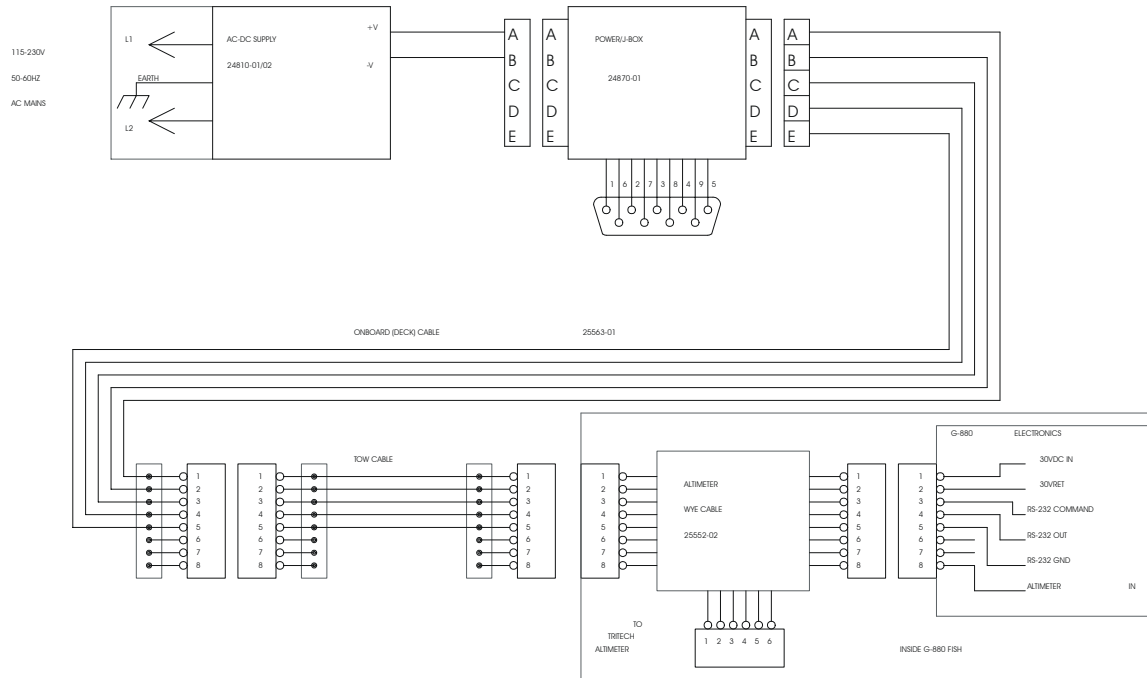 L1
115-230V
50-60HZ
AC MAINS
EARTH
L2
AC-DC SUPPLY
24810-01/02
+V
-V
A
B
C
D
E
A
B
C
D
E
POWER/J-BOX
24870-01
A
B
C
D
E
A
B
C
D
E
1 6 2 7 3 8 4 9 5
ONBOARD (DECK) CABLE 25563-01
1
2
3
4
5
6
7
8
1
2
3
4
5
6
7
8
TOW CABLE
1
2
3
4
5
6
7
8
1
2
3
4
5
6
7
8
ALTIMETER
WYE CABLE
25552-02
1
2
3
4
5
6
7
8
1
2
3
4
5
6
7
8
G-880 ELECTRONICS
30VDC IN
30VRET
RS-232 COMMAND
RS-232 OUT
RS-232 GND
ALTIMETER IN
TO
TRITECH
ALTIMETER
1 2 3 4 5 6
INSIDE G-880 FISH